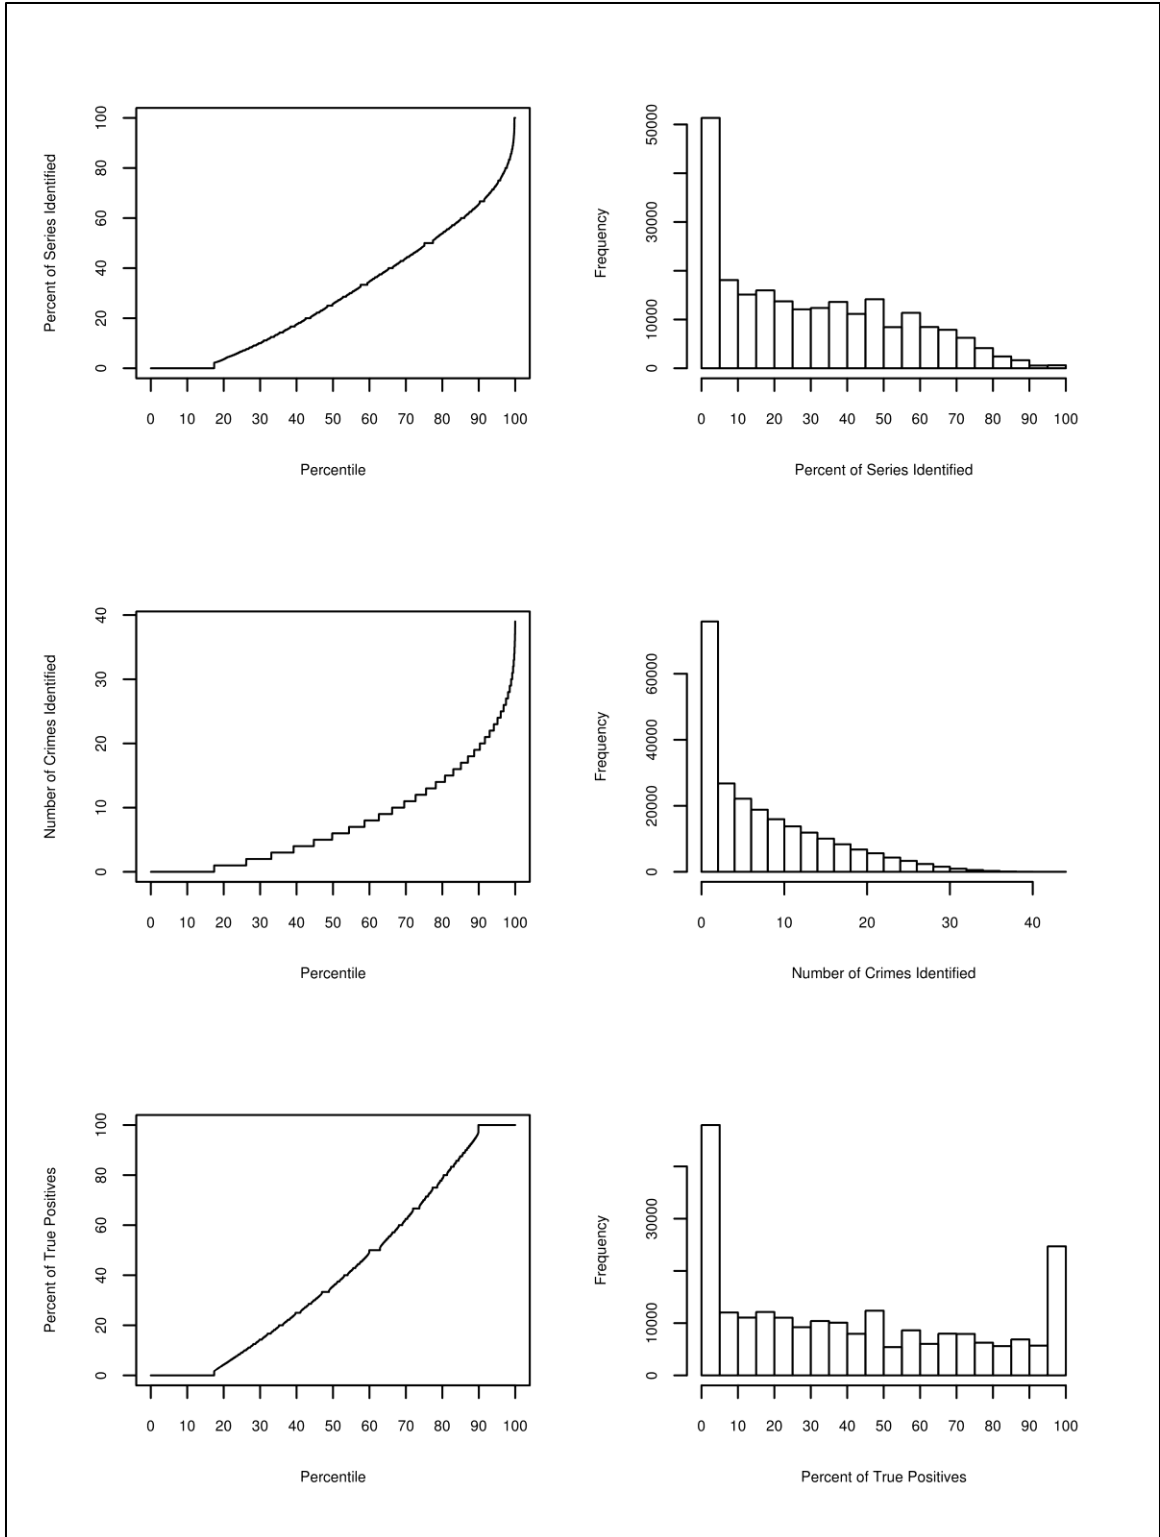 Percent of Series Identified
0 20 40 60 80 100
0 10 20 30 40 50 60 70 80 90 100
Percentile
Frequency
0 10000 30000 50000
0 10 20 30 40 50 60 70 80 90 100
Percent of Series Identified
Number of Crimes Identified
0 10 20 30 40
0 10 20 30 40 50 60 70 80 90 100
Percentile
Frequency
0 20000 40000 60000
0 10 20 30 40
Number of Crimes Identified
Percent of True Positives
0 20 40 60 80 100
0 10 20 30 40 50 60 70 80 90 100
Percentile
Frequency
0 10000 30000
0 10 20 30 40 50 60 70 80 90 100
Percent of True Positives